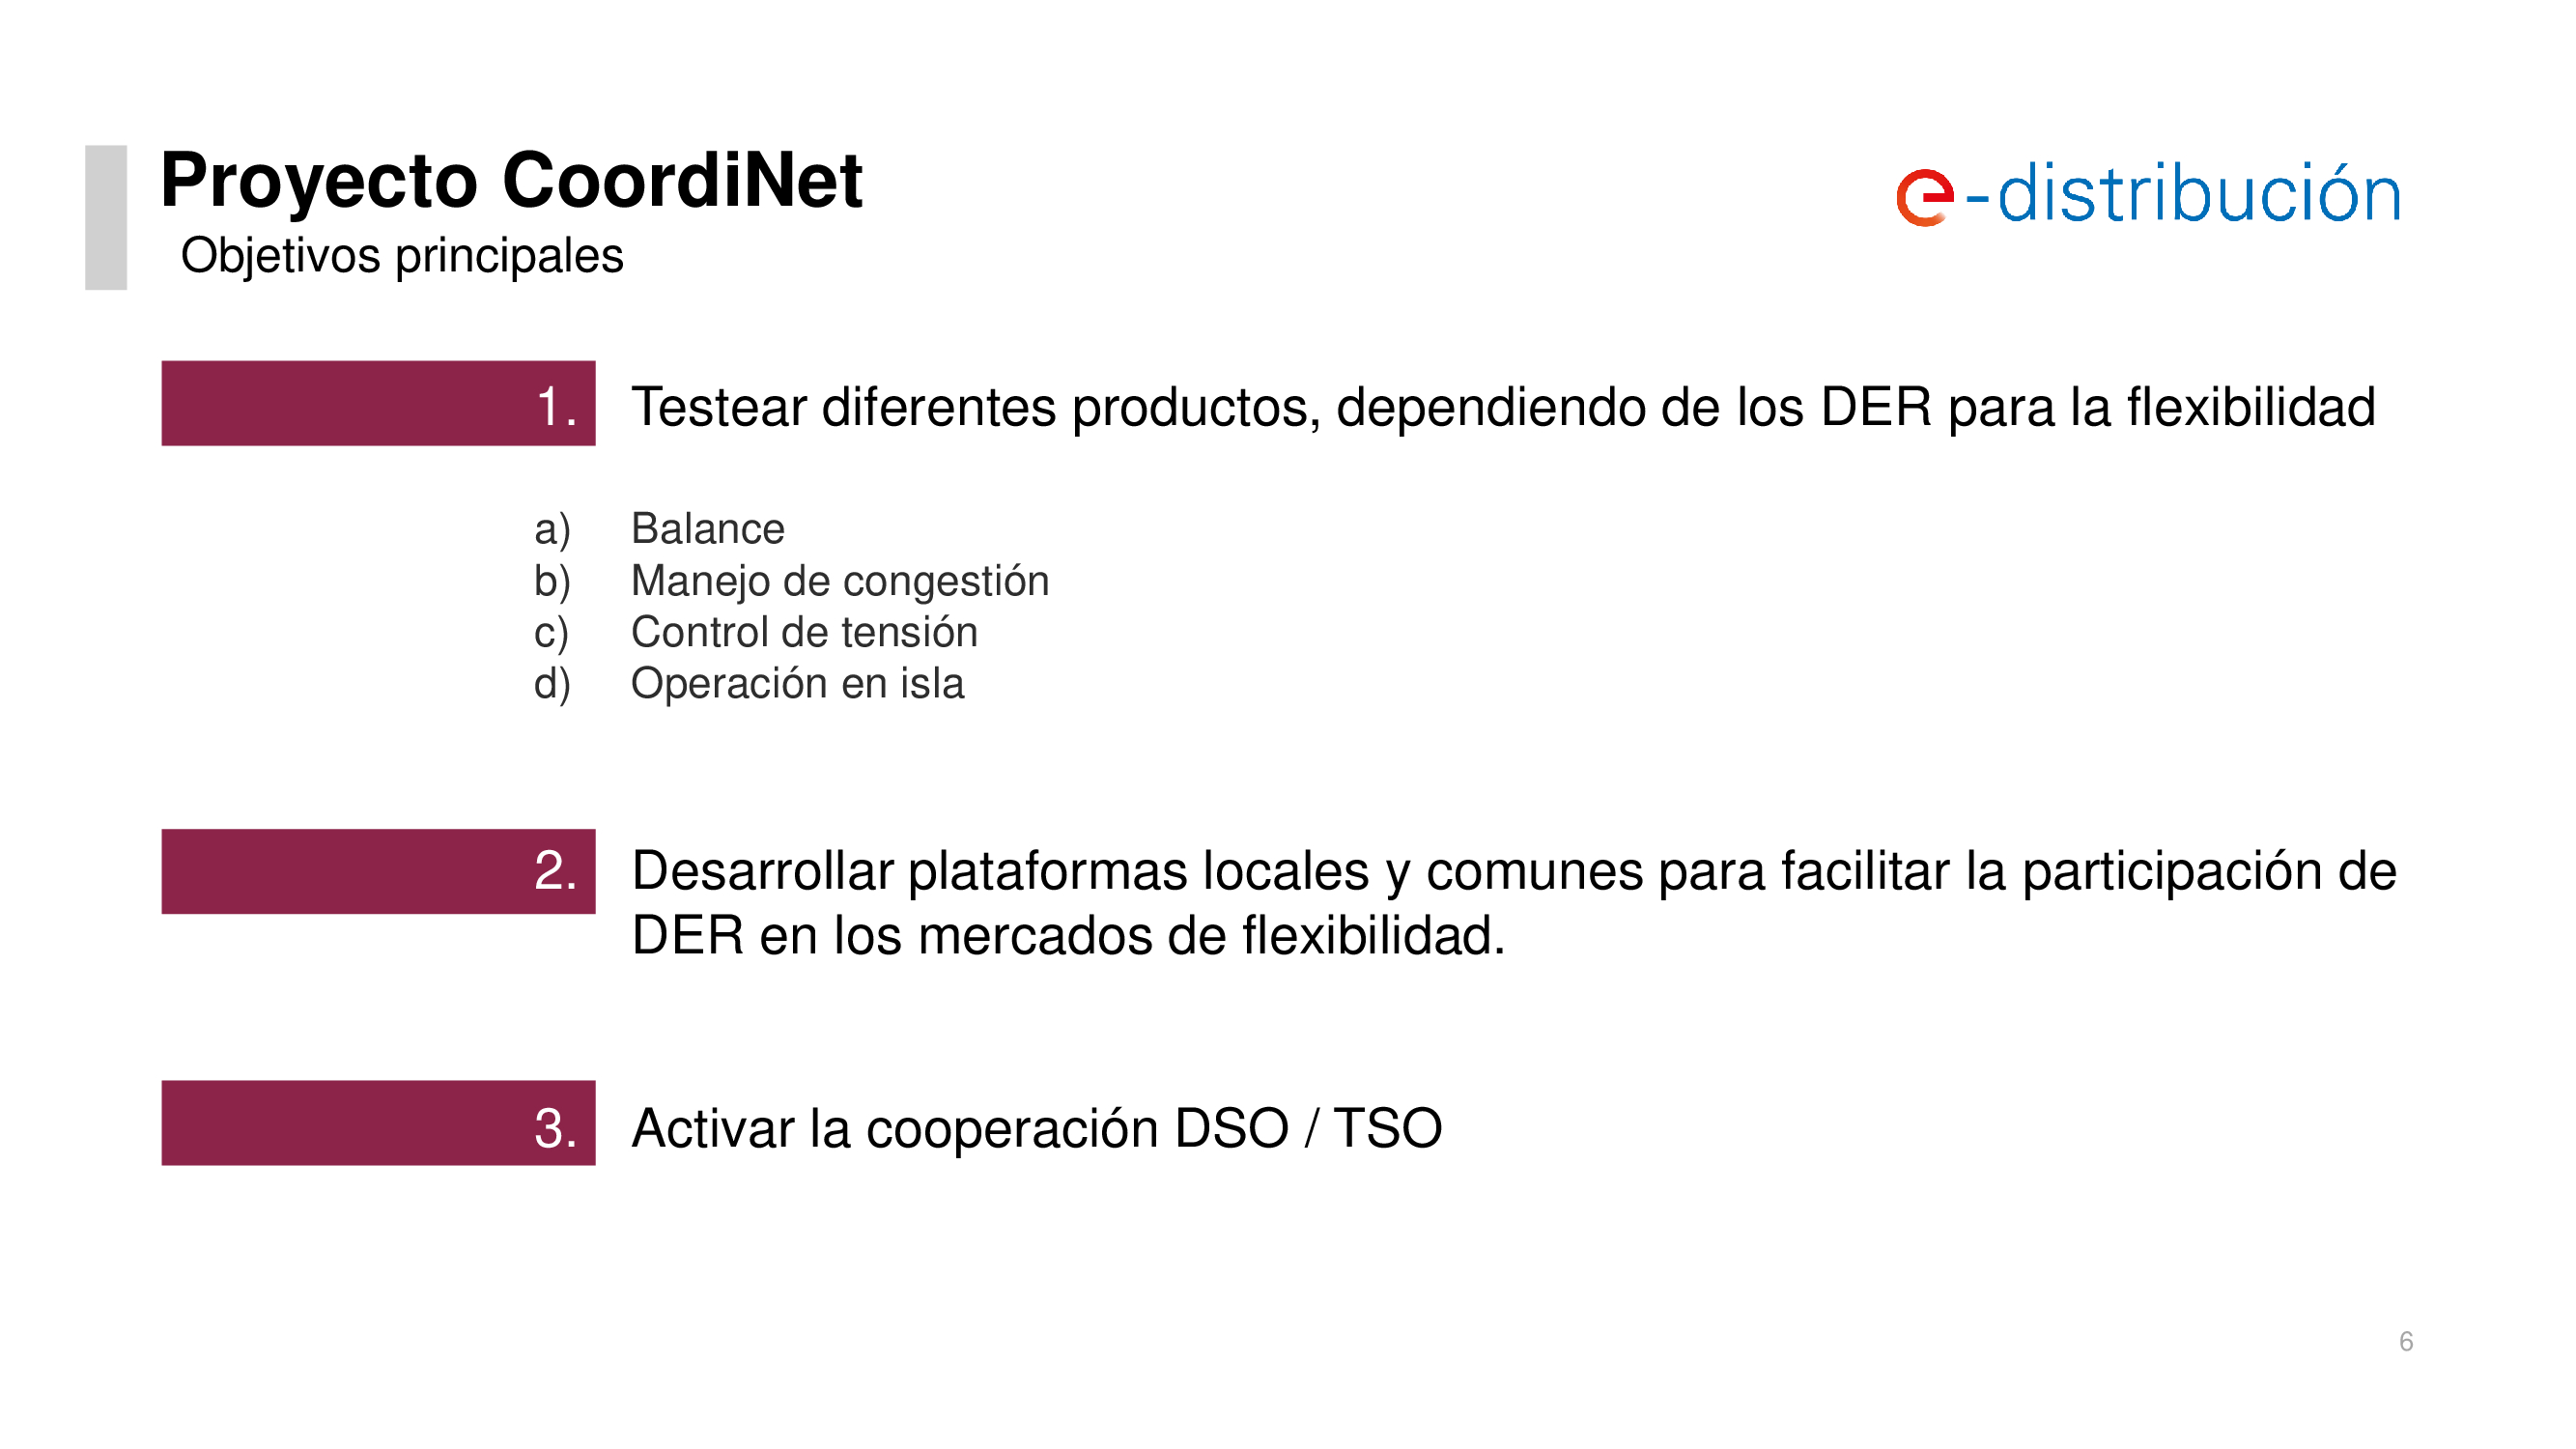 Proyecto CoordiNet
e-distribución
Objetivos principales
1. Testear diferentes productos, dependiendo de los DER para la flexibilidad
a) Balance
b) Manejo de congestión
c) Control de tensión
d) Operación en isla
2. Desarrollar plataformas locales y comunes para facilitar la participación de
DER en los mercados de flexibilidad.
3. Activar la cooperación DSO / TSO
6